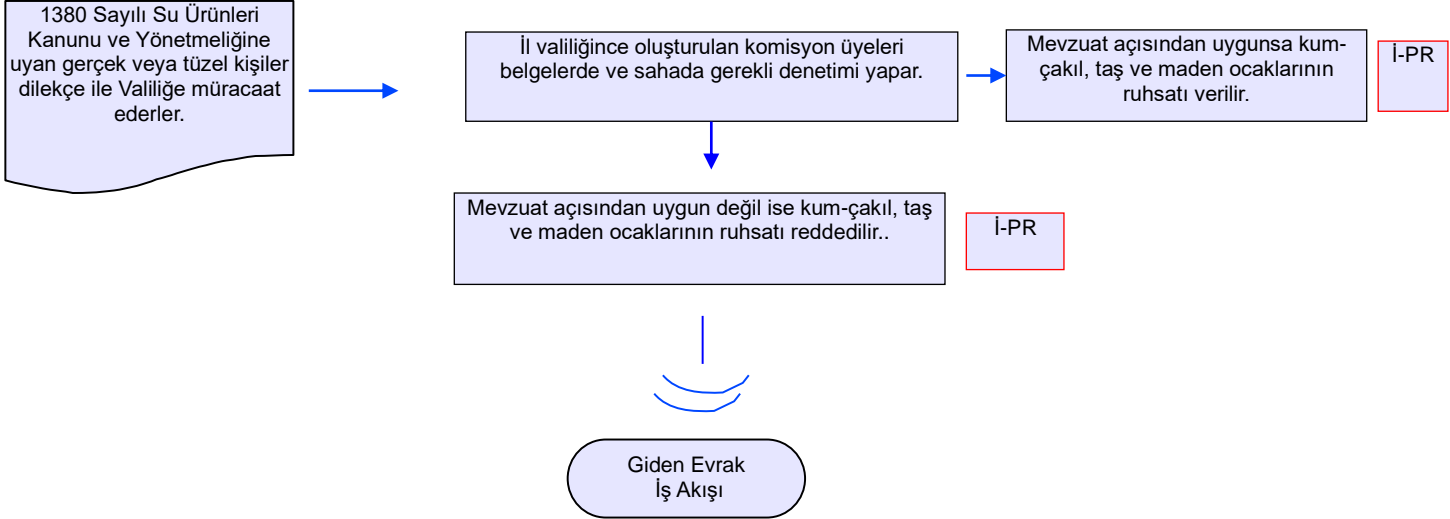 1380 Sayılı Su Ürünleri
Kanunu ve Yönetmeliğine
uyan gerçek veya tüzel kişiler
dilekçe ile Valiliğe müracaat
ederler.
İl valiliğince oluşturulan komisyon üyeleri
belgelerde ve sahada gerekli denetimi yapar.
Mevzuat açısından uygunsa kum-
çakıl, taş ve maden ocaklarının
ruhsatı verilir.
İ-PR
Mevzuat açısından uygun değil ise kum-çakıl, taş
ve maden ocaklarının ruhsatı reddedilir..
İ-PR
Giden Evrak
İş Akışı